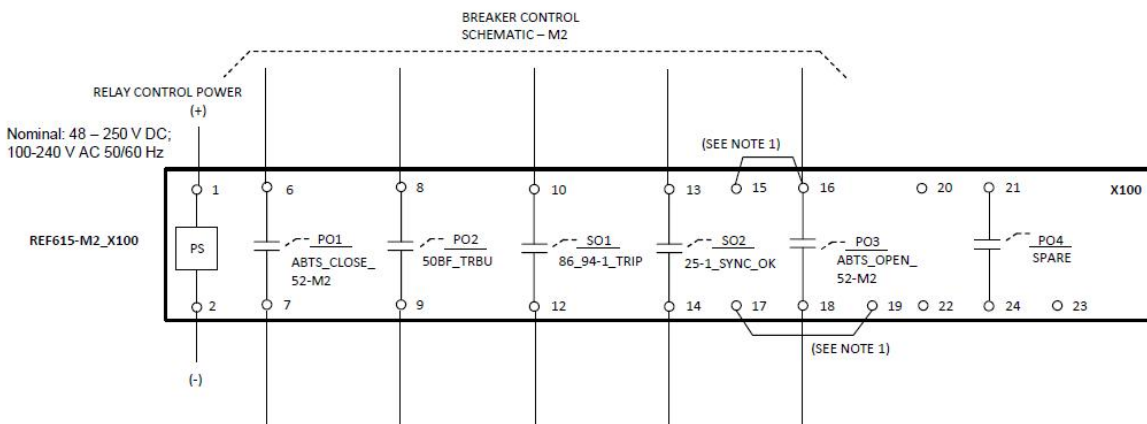 BREAKER CONTROL
SCHEMATIC – M2
RELAY CONTROL POWER
(+)
Nominal: 48 – 250 V DC;
100-240 V AC 50/60 Hz
(SEE NOTE 1)
1 6 8 10 13 15 16 20 21 X100
REF615-M2_X100
PS
PO1
ABTS_CLOSE_
52-M2
PO2
50BF_TRBU
SO1
86_94-1_TRIP
SO2
25-1_SYNC_OK
PO3
ABTS_OPEN_
52-M2
PO4
SPARE
2 7 9 12 14 17 18 19 22 24 23
(SEE NOTE 1)
(-)